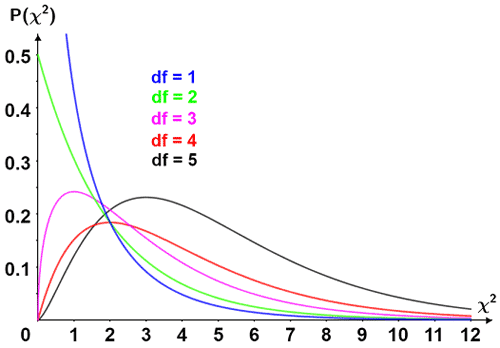 P(χ²)
0.5
0.4
0.3
0.2
0.1
df = 1
df = 2
df = 3
df = 4
df = 5
0 1 2 3 4 5 6 7 8 9 10 11 12
χ²